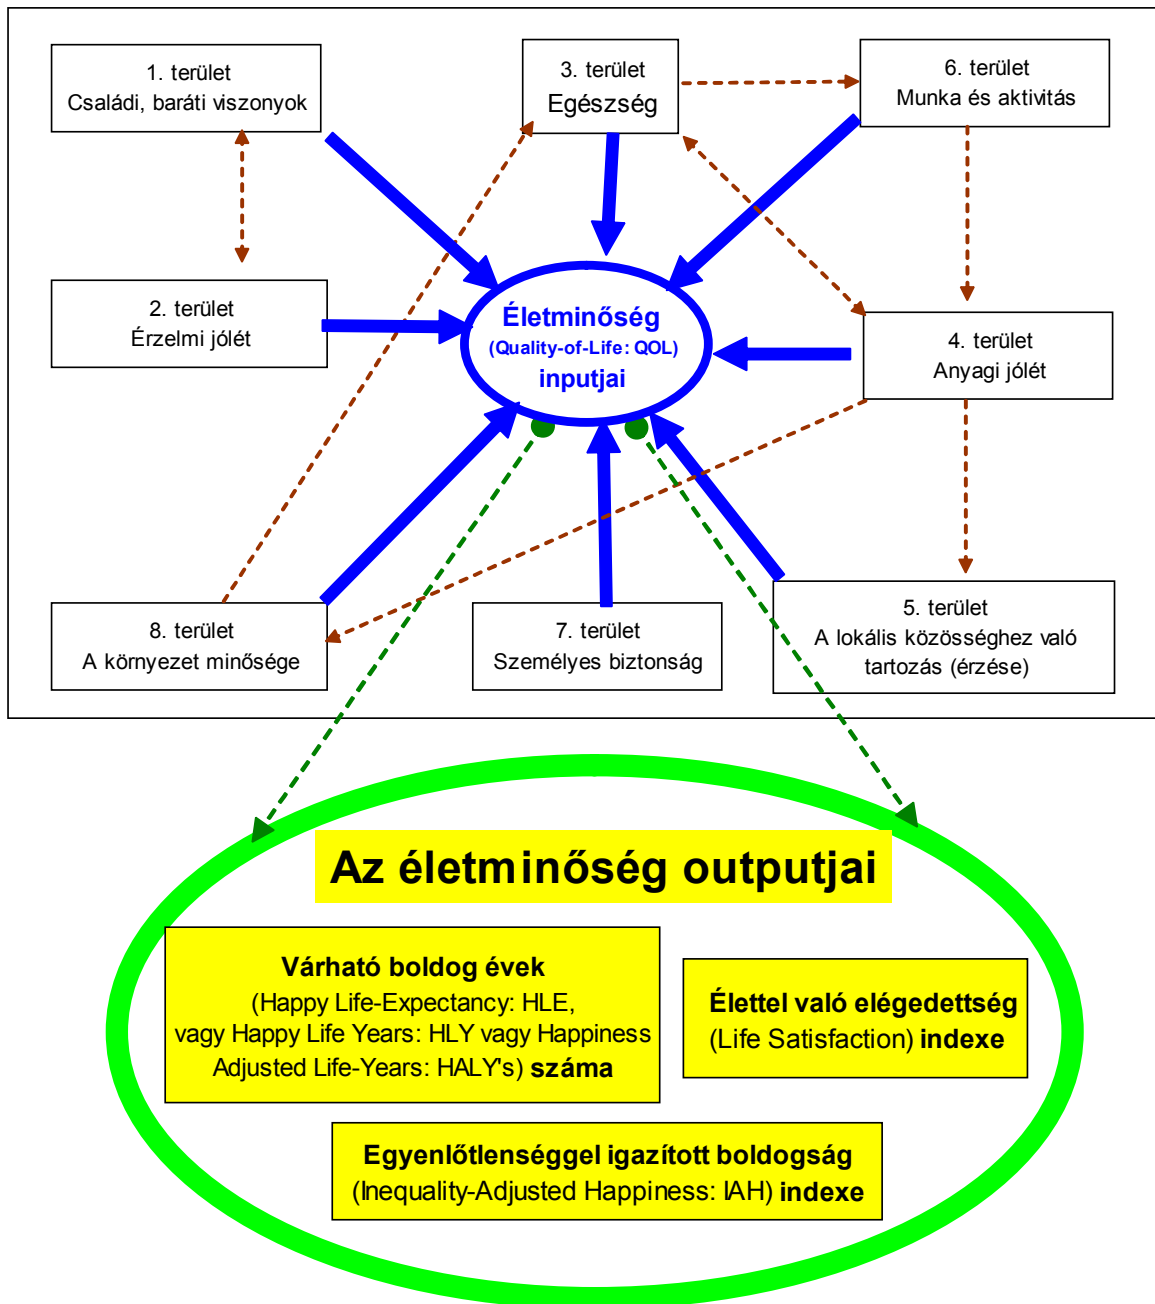 1. terület
Családi, baráti viszonyok
3. terület
Egészség
6. terület
Munka és aktivitás
2. terület
Érzelmi jólét
Életminőség
(Quality-of-Life: QOL)
inputjai
4. terület
Anyagi jólét
8. terület
A környezet minősége
7. terület
Személyes biztonság
5. terület
A lokális közösséghez való
tartozás (érzése)
Az életminőség outputjai
Várható boldog évek
(Happy Life-Expectancy: HLE,
vagy Happy Life Years: HLY vagy Happiness
Adjusted Life-Years: HALY's) száma
Élettel való elégedettség
(Life Satisfaction) indexe
Egyenlőtlenséggel igazított boldogság
(Inequality-Adjusted Happiness: IAH) indexe